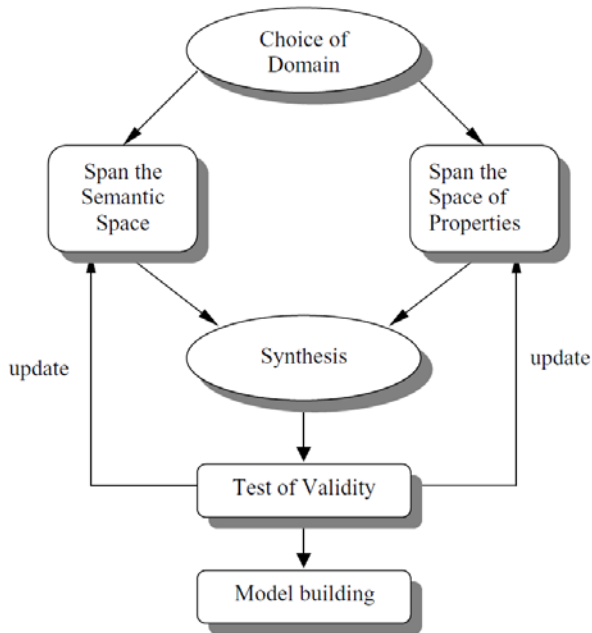 Choice of
Domain
Span the
Semantic
Space
Span the
Space of
Properties
Synthesis
update
update
Test of Validity
Model building